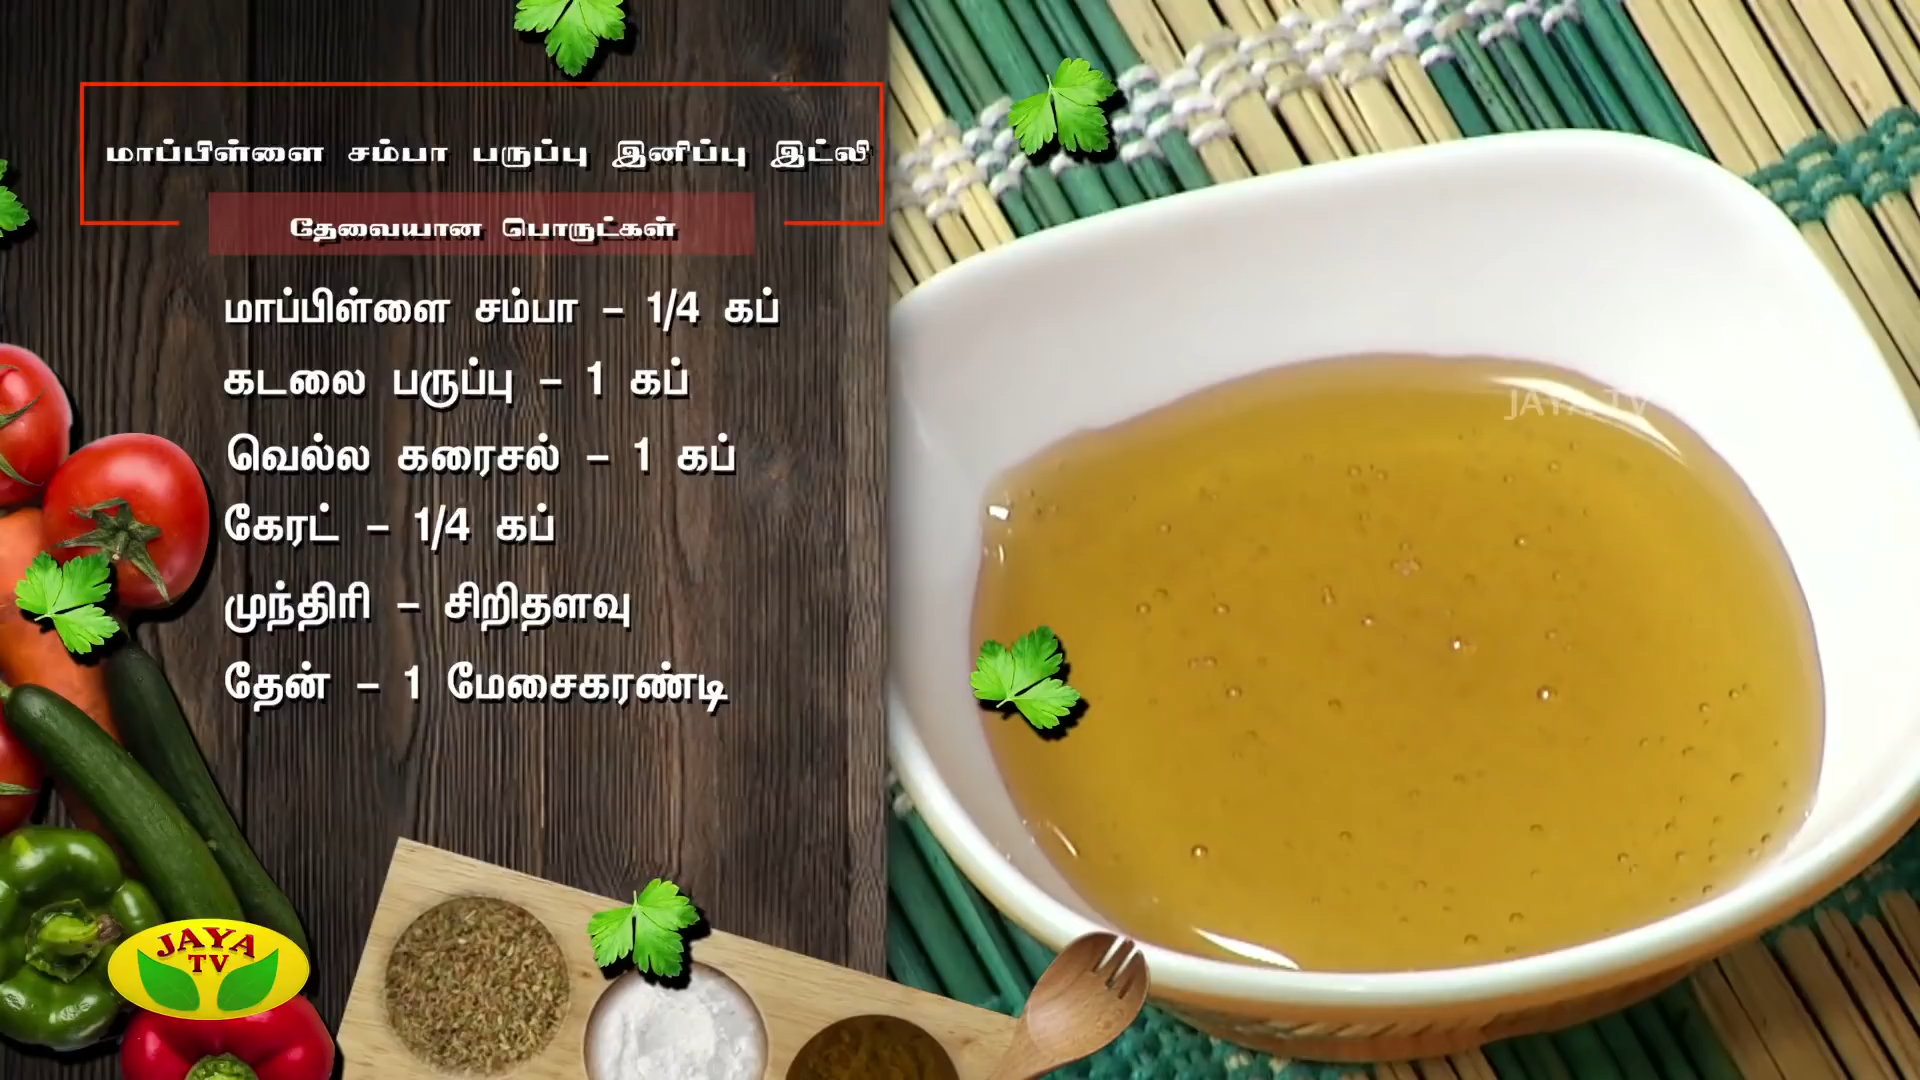 மாப்பிள்ளை சம்பா பருப்பு இனிப்பு இட்லி
தேவையான பொருட்கள்
மாப்பிள்ளை சம்பா – 1/4 கப்
கடலை பருப்பு – 1 கப்
வெல்ல கரைசல் – 1 கப்
கேரட் – 1/4 கப்
முந்திரி – சிறிதளவு
தேன் – 1 மேசைகரண்டி
JAYA TV
JAYA
TV